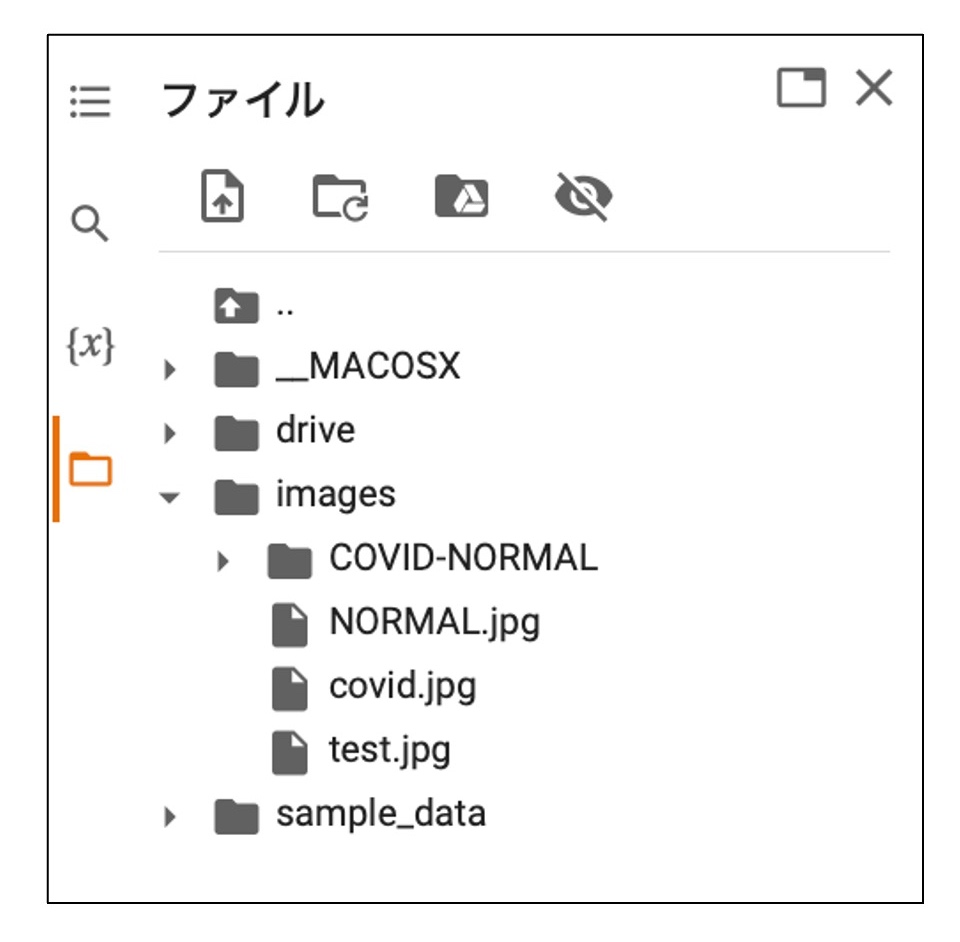 ファイル
{x}
..
__MACOSX
drive
images
COVID-NORMAL
NORMAL.jpg
covid.jpg
test.jpg
sample_data